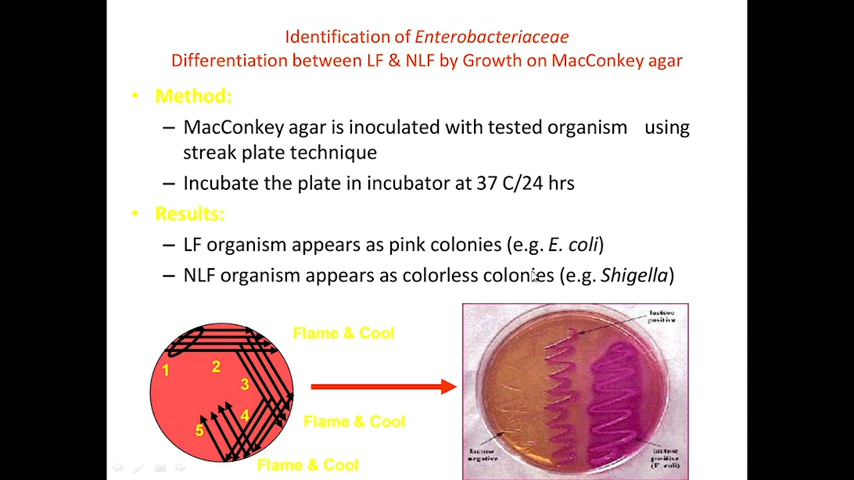 Identification of Enterobacteriaceae
Differentiation between LF & NLF by Growth on MacConkey agar
• Method:
– MacConkey agar is inoculated with tested organism using
streak plate technique
– Incubate the plate in incubator at 37 C/24 hrs
• Results:
– LF organism appears as pink colonies (e.g. E. coli)
– NLF organism appears as colorless colonies (e.g. Shigella)
1
2
3
4
5
Flame & Cool
Flame & Cool
Flame & Cool
lactose
positive
lactose
negative
lactose
positive
(E. coli)